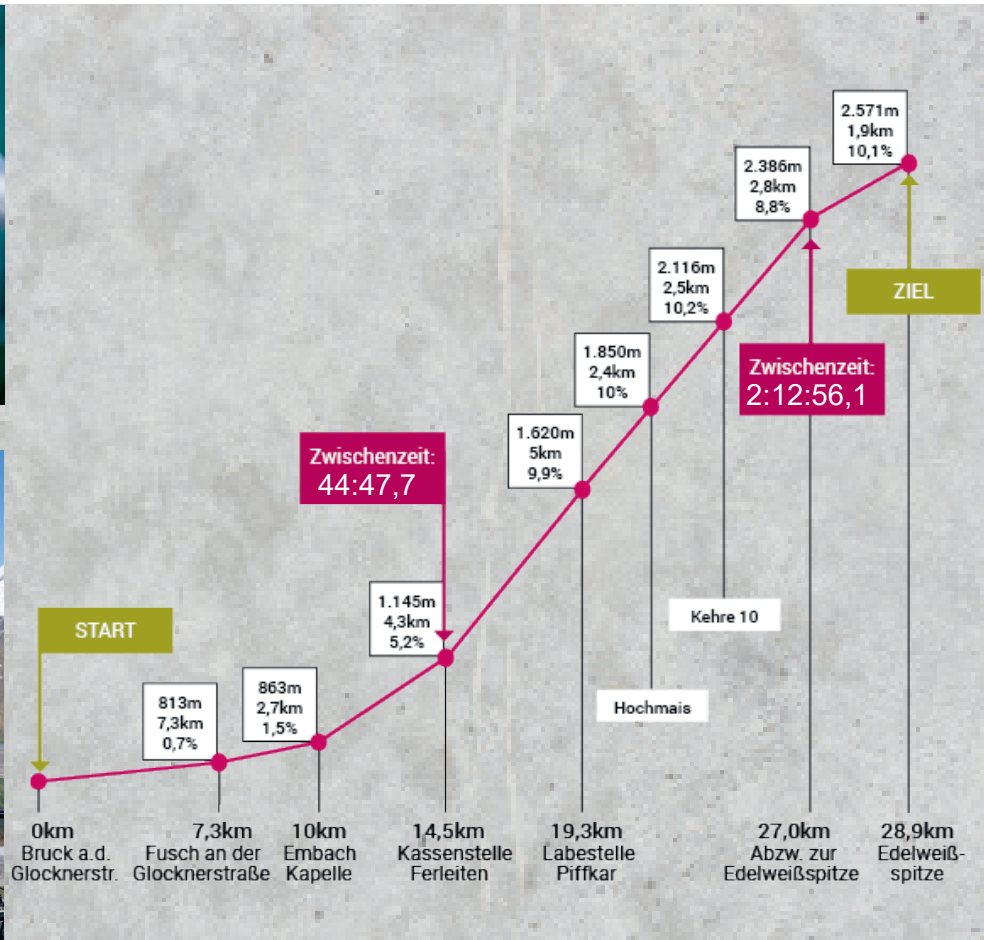 2.571m
1,9km
10,1%
2.386m
2,8km
8,8%
ZIEL
2.116m
2,5km
10,2%
1.850m
2,4km
10%
Zwischenzeit:
2:12:56,1
1.620m
5km
9,9%
Zwischenzeit:
44:47,7
1.145m
4,3km
5,2%
START
Kehre 10
813m
7,3km
0,7%
863m
2,7km
1,5%
Hochmais
0km
Bruck a.d.
Glocknerstr.
7,3km
Fusch an der
Glocknerstraße
10km
Embach
Kapelle
14,5km
Kassenstelle
Ferleiten
19,3km
Labestelle
Piffkar
27,0km
Abzw. zur
Edelweißspitze
28,9km
Edelweiß-
spitze